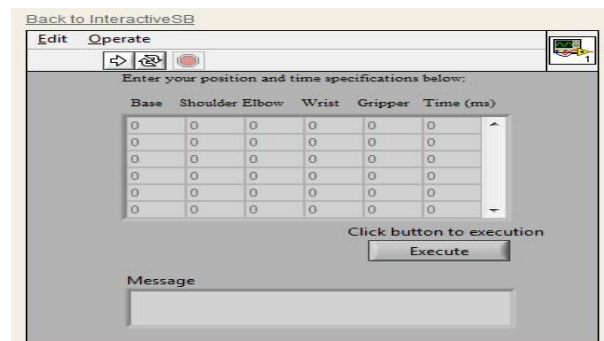 Back to InteractiveSB
Edit Operate
1
Enter your position and time specifications below:
Base Shoulder Elbow Wrist Gripper Time (ms)
0 0 0 0 0 0
0 0 0 0 0 0
0 0 0 0 0 0
0 0 0 0 0 0
0 0 0 0 0 0
0 0 0 0 0 0
Click button to execution
Execute
Message